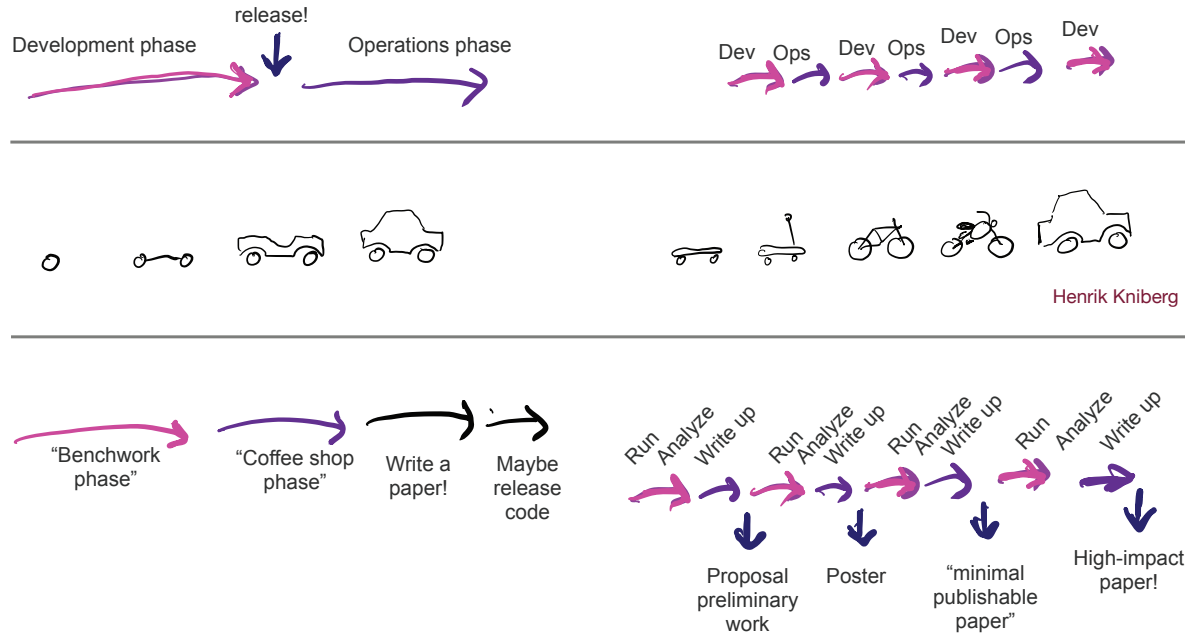 release!
Development phase
Operations phase
Dev
Ops
Dev
Ops
Dev
Ops
Dev
Henrik Kniberg
“Benchwork
phase”
“Coffee shop
phase”
Write a
paper!
Maybe
release
code
Run
Analyze
Write up
Run
Analyze
Write up
Run
Analyze
Write up
Run
Analyze
Write up
Proposal
preliminary
work
Poster
“minimal
publishable
paper”
High-impact
paper!